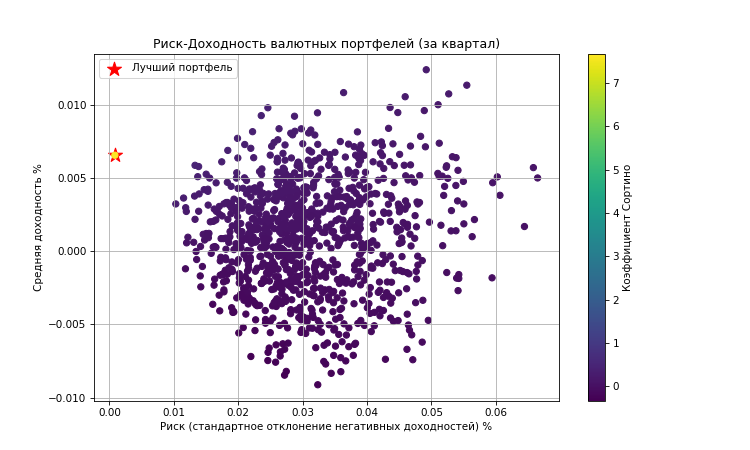 Риск-Доходность валютных портфелей (за квартал)
Лучший портфель
Средняя доходность %
0.010
0.005
0.000
−0.005
−0.010
0.00 0.01 0.02 0.03 0.04 0.05 0.06
Риск (стандартное отклонение негативных доходностей) %
7
6
5
4
3
2
1
0
Коэффициент Сортино